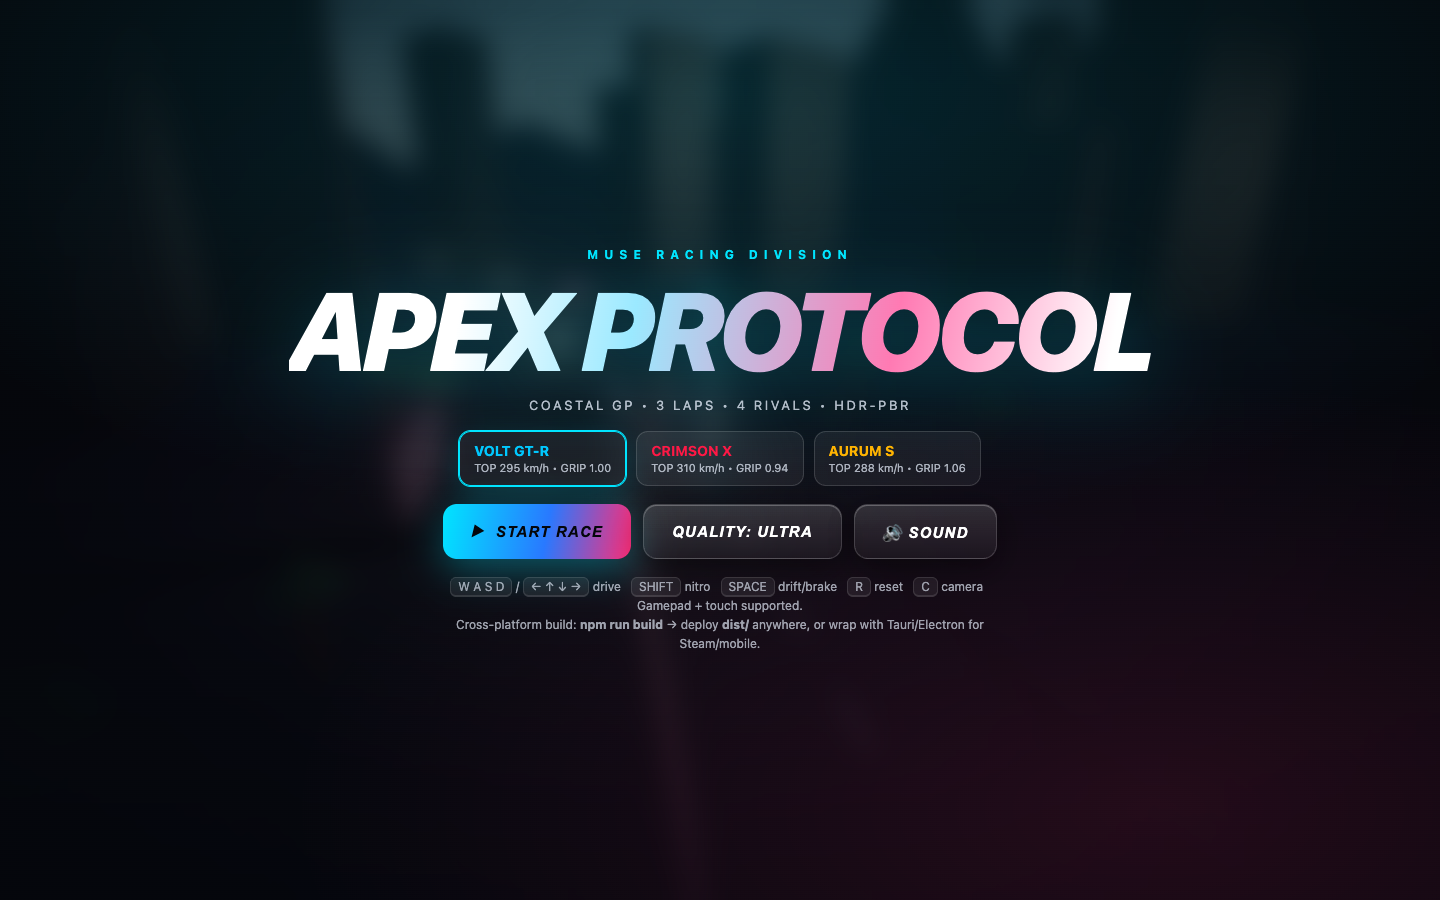 MUSE RACING DIVISION
APEX PROTOCOL
COASTAL GP • 3 LAPS • 4 RIVALS • HDR-PBR
VOLT GT-R
TOP 295 km/h • GRIP 1.00
CRIMSON X
TOP 310 km/h • GRIP 0.94
AURUM S
TOP 288 km/h • GRIP 1.06
▶ START RACE
QUALITY: ULTRA
🔊 SOUND
W A S D / ←↑↓→ drive SHIFT nitro SPACE drift/brake R reset C camera
Gamepad + touch supported.
Cross-platform build: npm run build → deploy dist/ anywhere, or wrap with Tauri/Electron for
Steam/mobile.